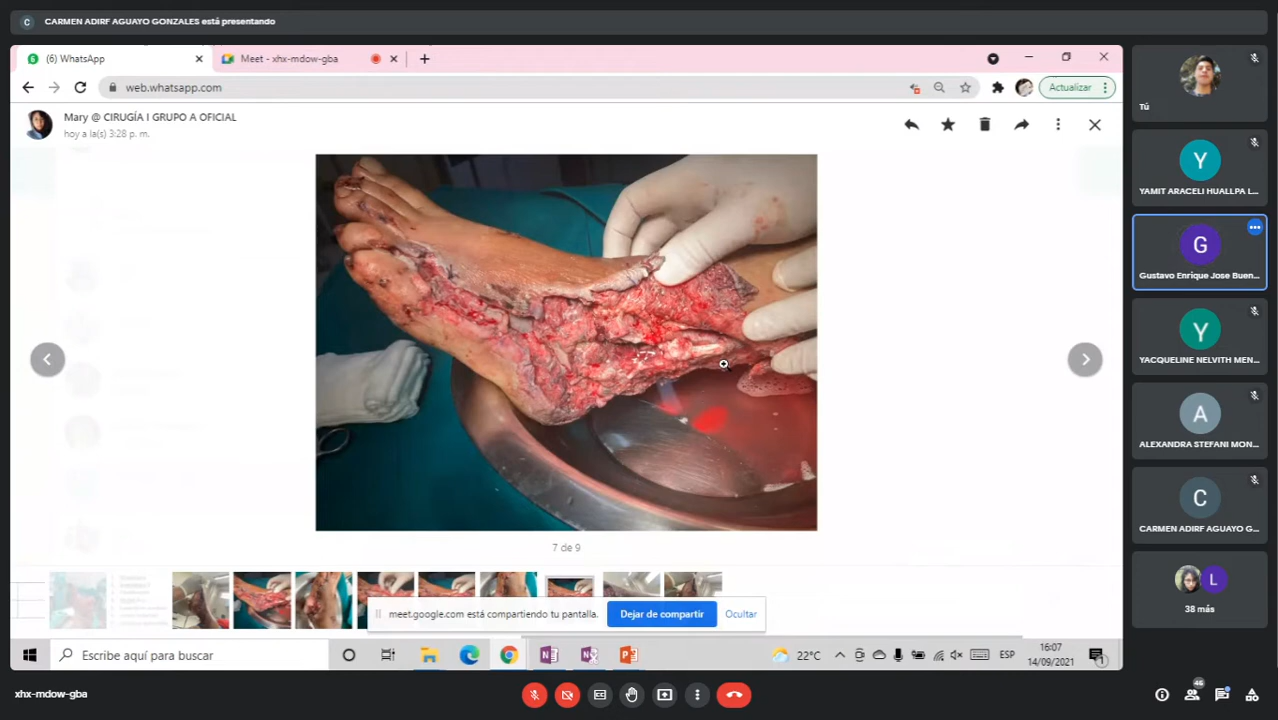 C CARMEN ADIRF AGUAYO GONZALES está presentando
6 (6) WhatsApp
Meet - xhx-mdow-gba
web.whatsapp.com
Actualizar
Mary @ CIRUGÍA I GRUPO A OFICIAL
hoy a la(s) 3:28 p. m.
7 de 9
meet.google.com está compartiendo tu pantalla.
Dejar de compartir
Ocultar
Escribe aquí para buscar
22°C
ESP
16:07
14/09/2021
1
Tú
Y
YAMIT ARACELI HUALLPA L...
G
Gustavo Enrique Jose Buen...
Y
YACQUELINE NELVITH MEN...
A
ALEXANDRA STEFANI MON...
C
CARMEN ADIRF AGUAYO G...
L
38 más
xhx-mdow-gba
46